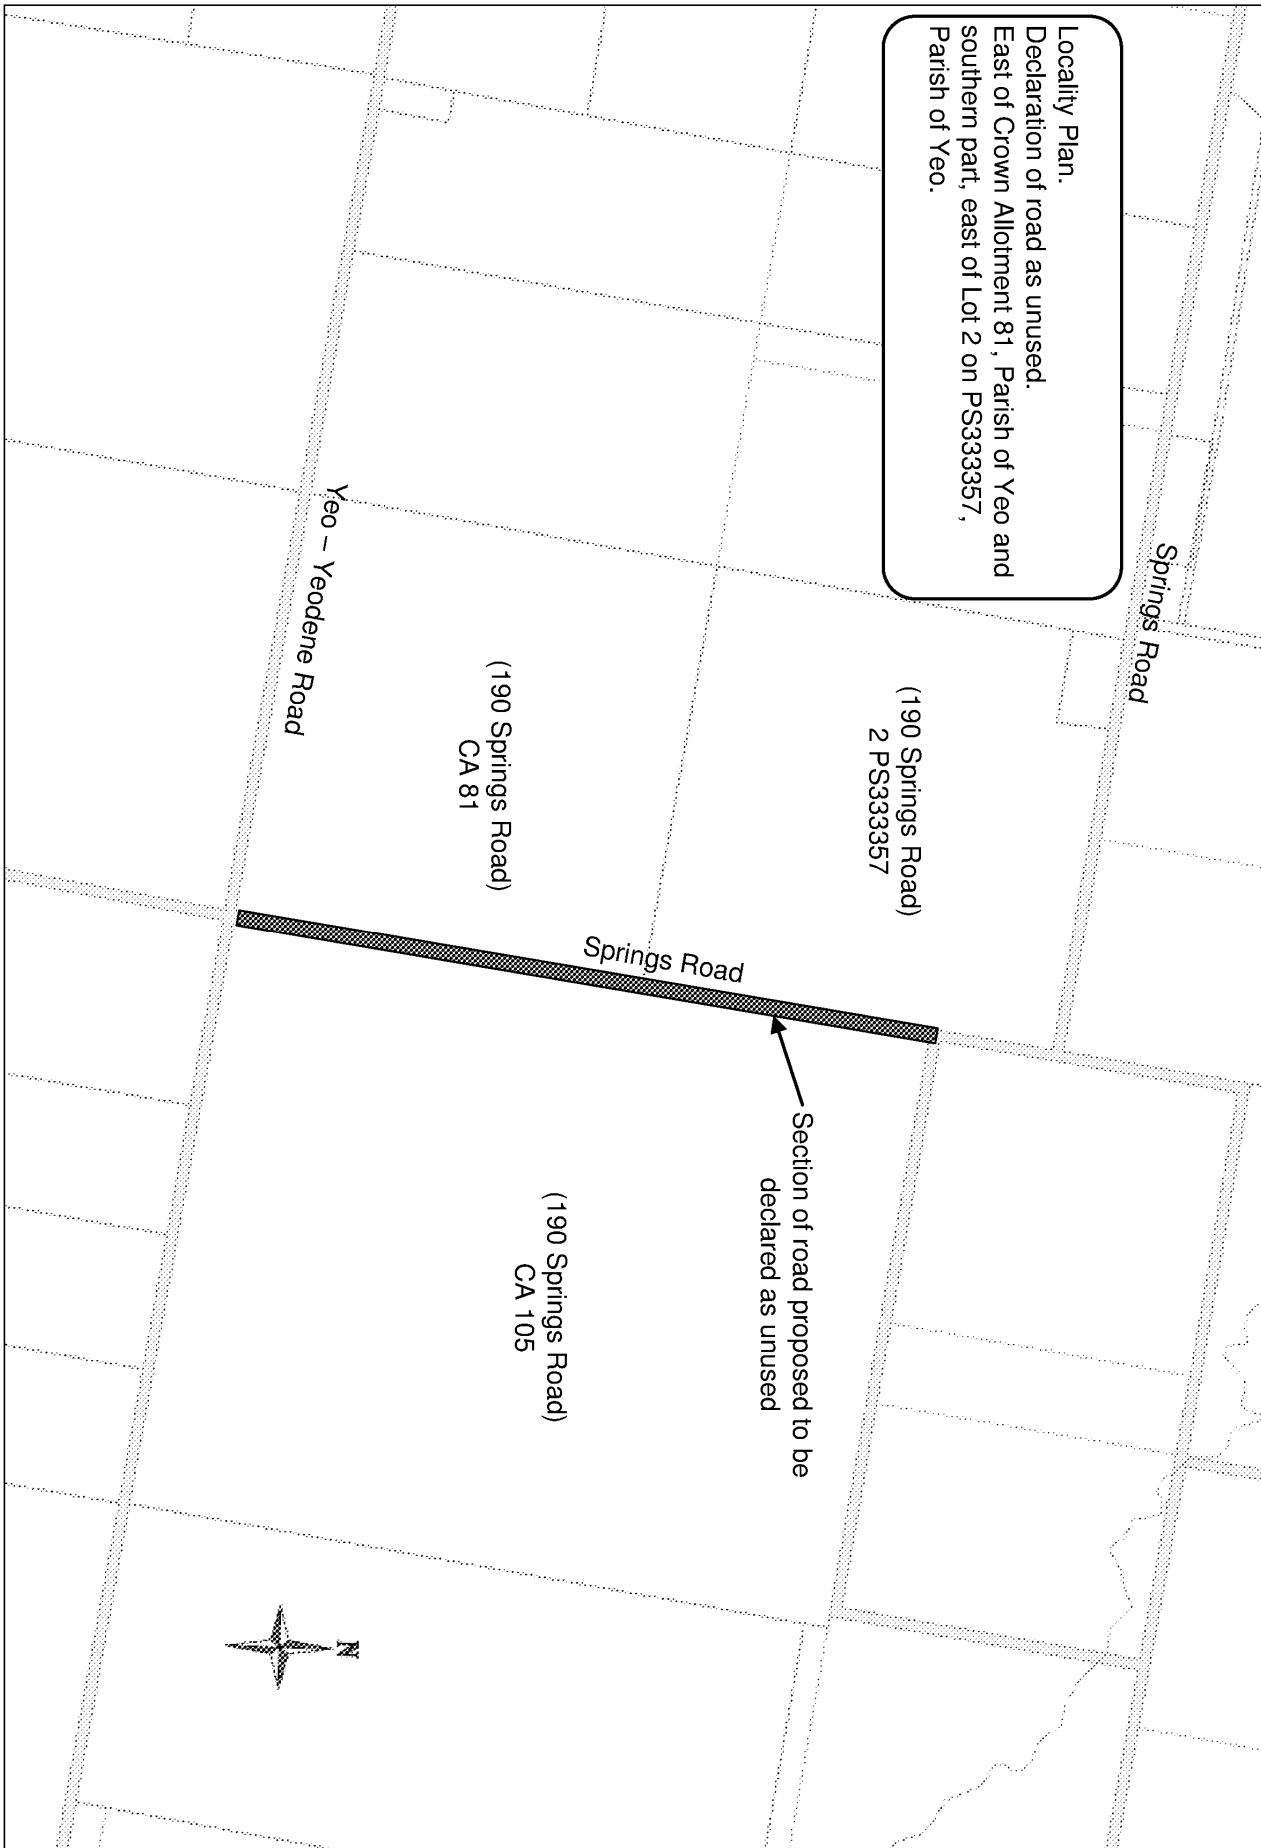 Locality Plan.
Declaration of road as unused.
East of Crown Allotment 81, Parish of Yeo and
southern part, east of Lot 2 on PS333357,
Parish of Yeo.
Springs Road
(190 Springs Road)
2 PS333357
Section of road proposed to be
declared as unused
Springs Road
(190 Springs Road)
CA 81
(190 Springs Road)
CA 105
Yeo – Yeodene Road
N